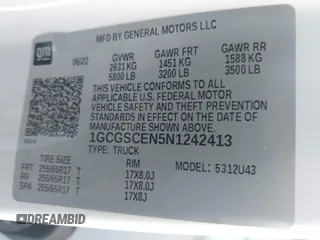 gm
MFD BY GENERAL MOTORS LLC
06/22
GVWR GAWR FRT GAWR RR
2631 KG 1451 KG 1588 KG
5800 LB 3200 LB 3500 LB
THIS VEHICLE CONFORMS TO ALL
APPLICABLE U.S. FEDERAL MOTOR
VEHICLE SAFETY AND THEFT
PREVENTION STANDARDS IN EFFECT
ON THE DATE OF MANUFACTURE
SHOWN ABOVE.
1GCGSCEN5N1242413
TYPE: TRUCK
MODEL: 5312U43
TIRE SIZE RIM
FRT 255/65R17 T 17X8.0J
RR 255/65R17 T 17X8.0J
SPA 255/65R17 T 17X8J